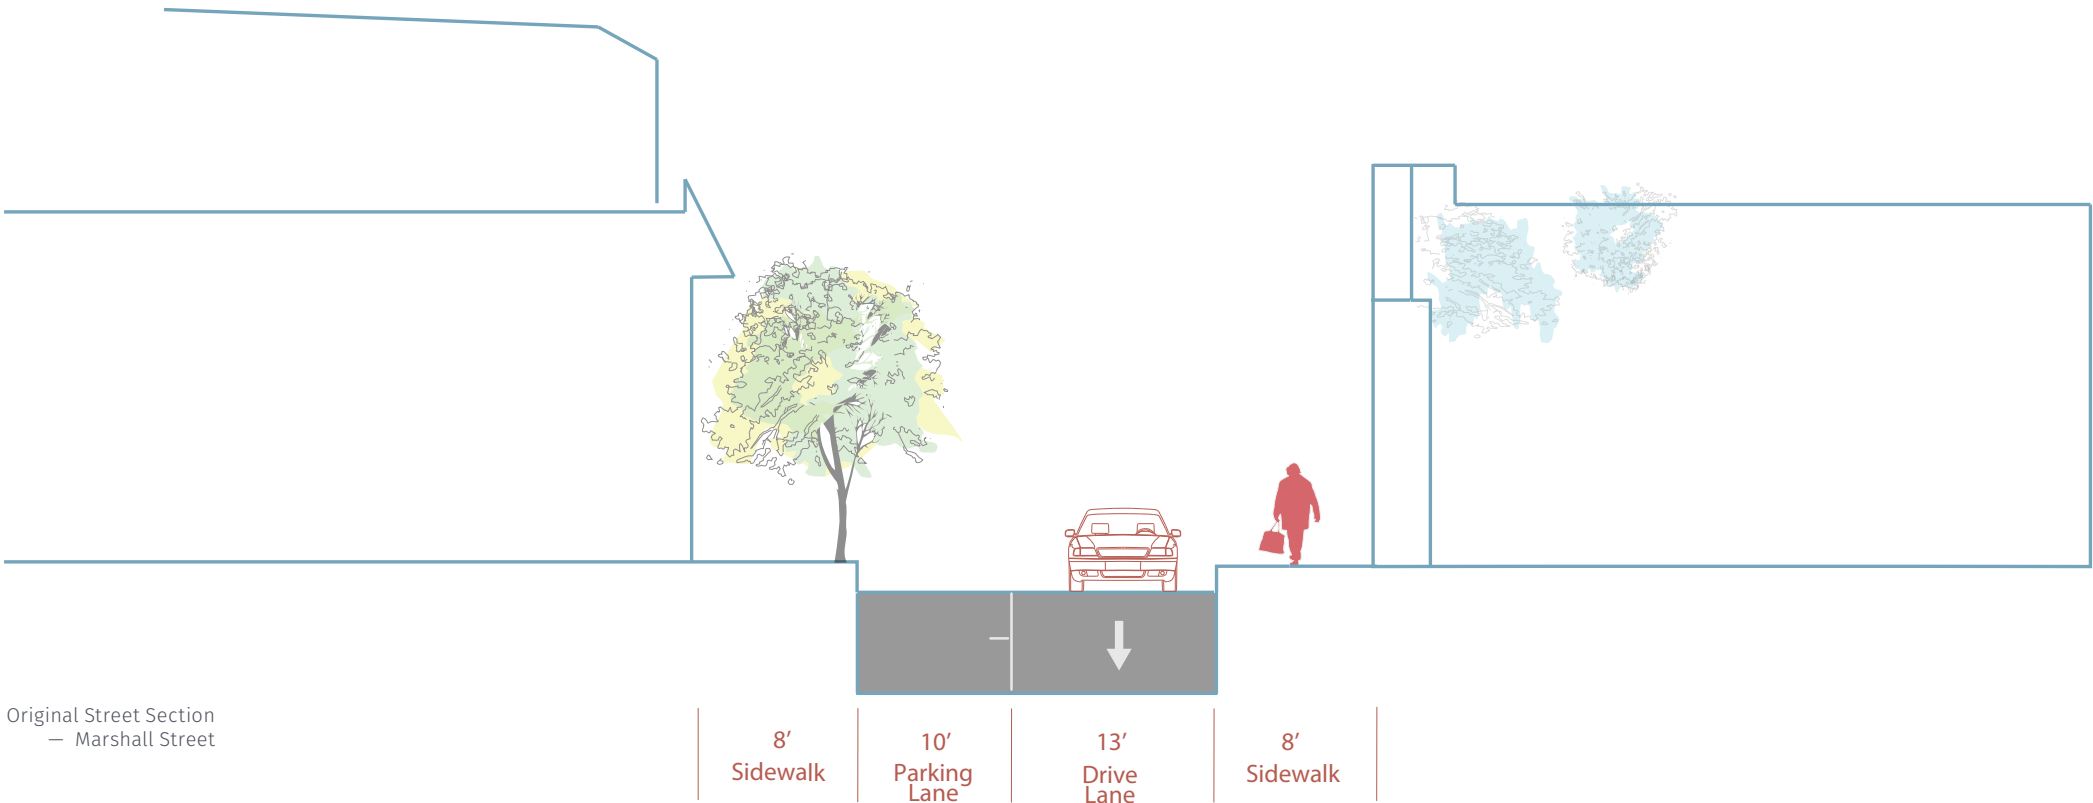 Original Street Section
— Marshall Street
8’
Sidewalk
10’
Parking
Lane
13’
Drive
Lane
8’
Sidewalk